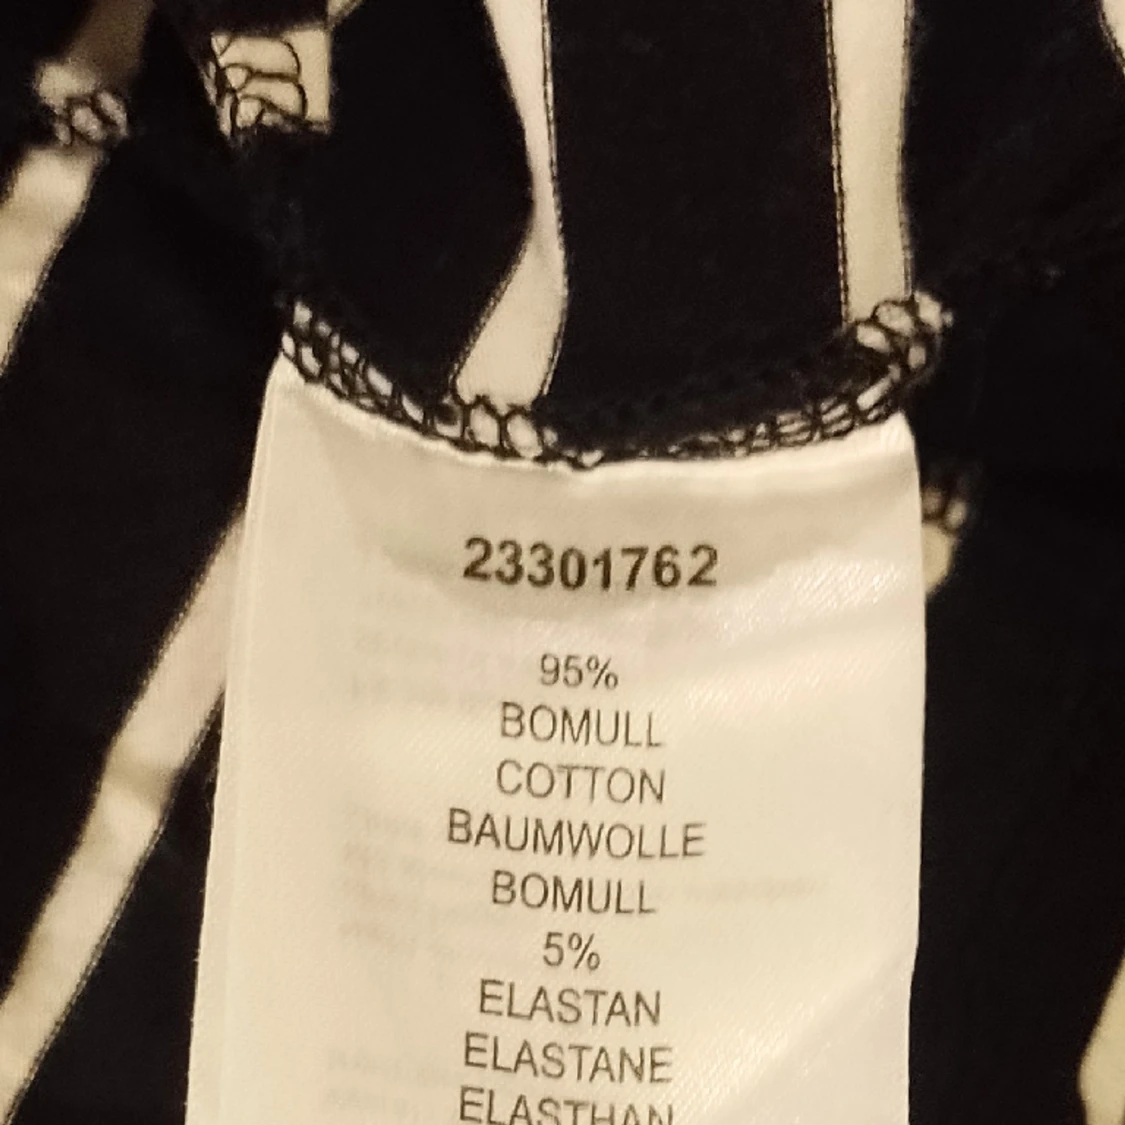 23301762
95%
BOMULL
COTTON
BAUMWOLLE
BOMULL
5%
ELASTAN
ELASTANE
ELASTHAN